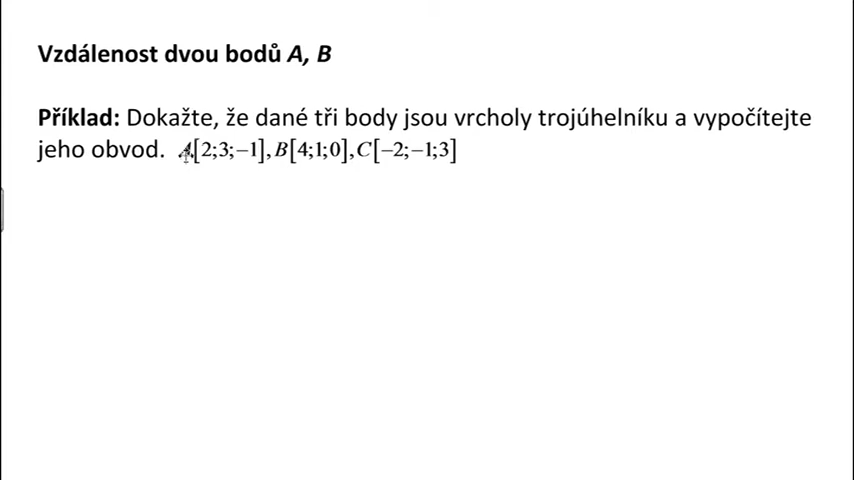 Vzdálenost dvou bodů A, B
Příklad: Dokažte, že dané tři body jsou vrcholy trojúhelníku a vypočítejte
jeho obvod. A[2;3;−1], B[4;1;0], C[−2;−1;3]